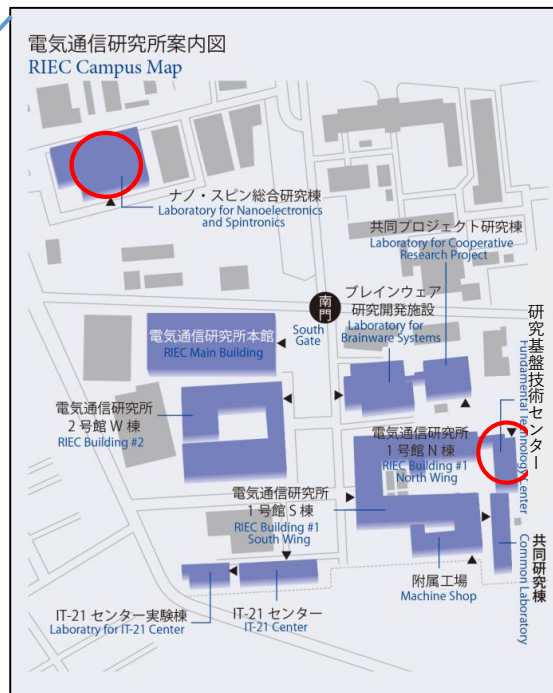 電気通信研究所案内図
RIEC Campus Map
ナノ・スピン総合研究棟
Laboratory for Nanoelectronics
and Spintronics
共同プロジェクト研究棟
Laboratory for Cooperative
Research Project
南門
South
Gate
ブレインウェア
研究開発施設
Laboratory for
Brainware Systems
電気通信研究所本館
RIEC Main Building
研究基盤技術センター
Fundamental Technology Center
電気通信研究所
2号館W棟
RIEC Building #2
電気通信研究所
1号館N棟
RIEC Building #1
North Wing
電気通信研究所
1号館S棟
RIEC Building #1
South Wing
共同研究棟
Common Laboratory
附属工場
Machine Shop
IT-21 センター実験棟
Laboratry for IT-21 Center
IT-21 センター
IT-21 Center